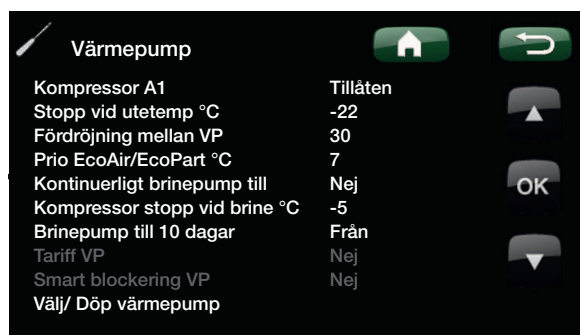 Värmepump
Kompressor A1 Tillåten
Stopp vid utetemp °C -22
Fördröjning mellan VP 30
Prio EcoAir/EcoPart °C 7
Kontinuerligt brinepump till Nej
Kompressor stopp vid brine °C -5
Brinepump till 10 dagar Från
Tariff VP Nej
Smart blockering VP Nej
Välj/ Döp värmepump
OK